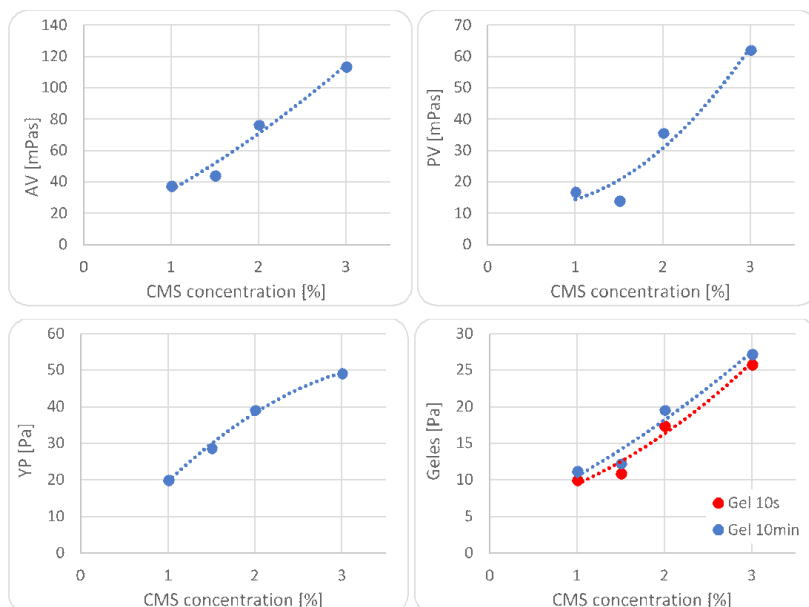 AV [mPas]
140
120
100
80
60
40
20
0
0 1 2 3
CMS concentration [%]
PV [mPas]
70
60
50
40
30
20
10
0
0 1 2 3
CMS concentration [%]
YP [Pa]
60
50
40
30
20
10
0
0 1 2 3
CMS concentration [%]
Geles [Pa]
30
25
20
15
10
5
0
Gel 10s
Gel 10min
0 1 2 3
CMS concentration [%]